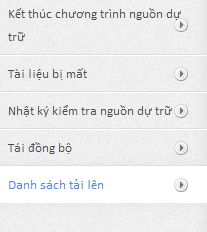 Kết thúc chương trình nguồn dự
trữ
Tài liệu bị mất
Nhật ký kiểm tra nguồn dự trữ
Tái đồng bộ
Danh sách tải lên